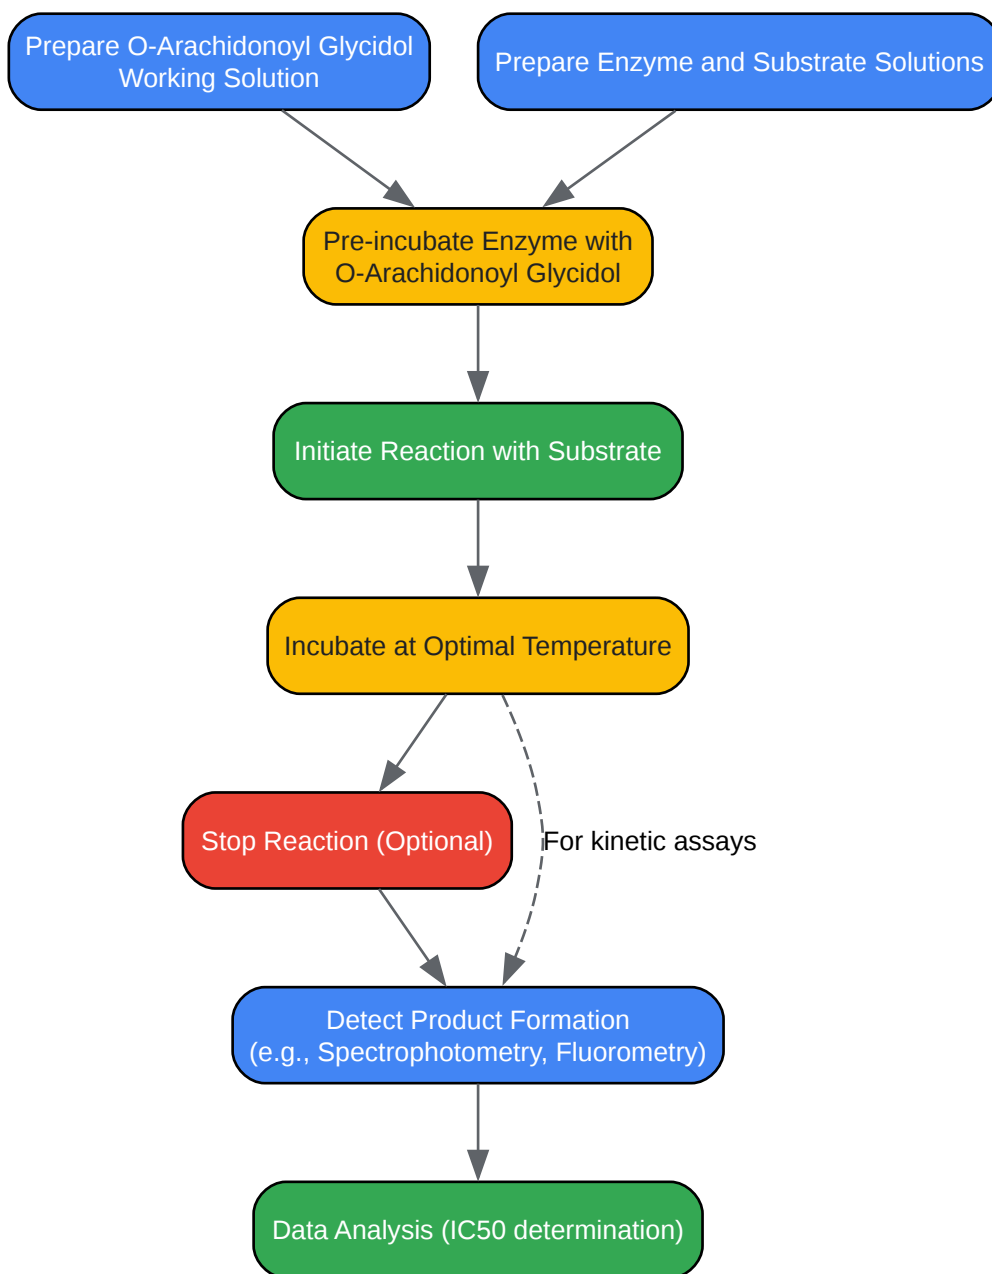 Prepare O-Arachidonoyl Glycidol
Working Solution
Prepare Enzyme and Substrate Solutions
Pre-incubate Enzyme with
O-Arachidonoyl Glycidol
Initiate Reaction with Substrate
Incubate at Optimal Temperature
Stop Reaction (Optional)
For kinetic assays
Detect Product Formation
(e.g., Spectrophotometry, Fluorometry)
Data Analysis (IC50 determination)